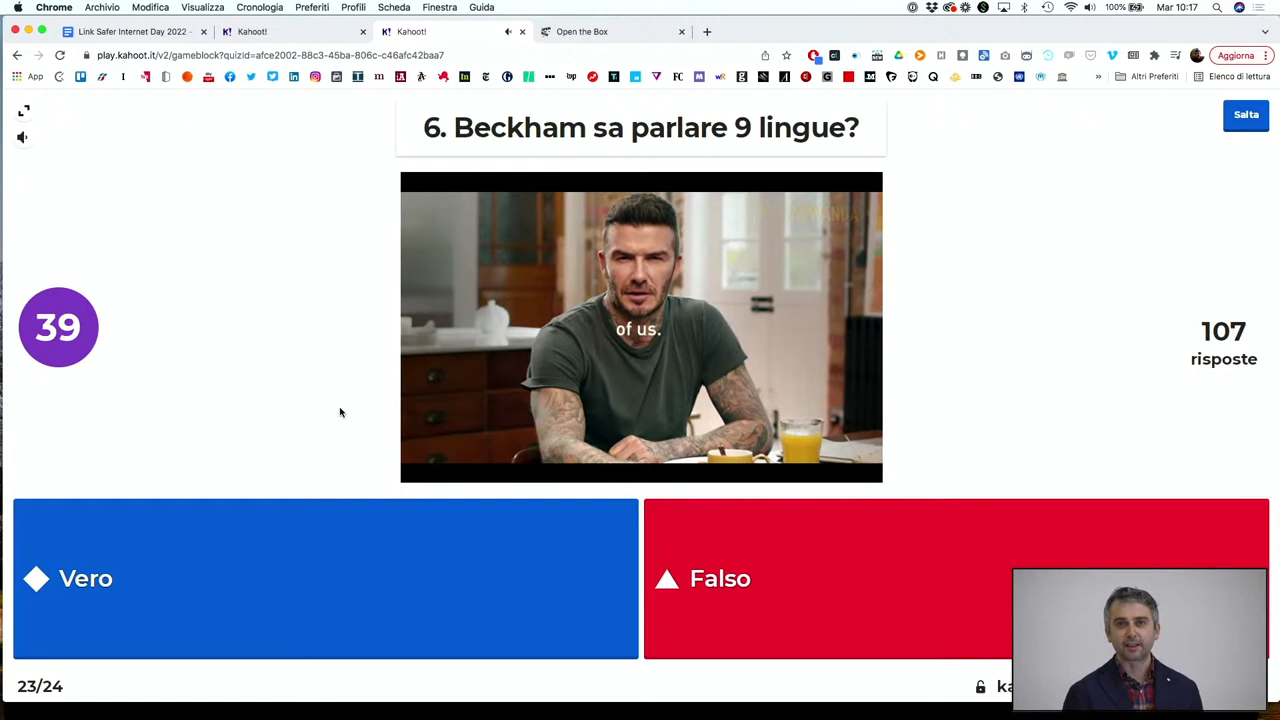 Chrome Archivio Modifica Visualizza Cronologia Preferiti Profili Scheda Finestra Guida 100% Mar 10:17
Link Safer Internet Day 2022 - Kahoot! Kahoot! Open the Box
play.kahoot.it/v2/gameblock?quizId=afce2002-88c3-45ba-806c-c46afc42baa7 Aggiorna
App Altri Preferiti Elenco di lettura
6. Beckham sa parlare 9 lingue?
Salta
of us.
39
107
risposte
Vero
Falso
23/24